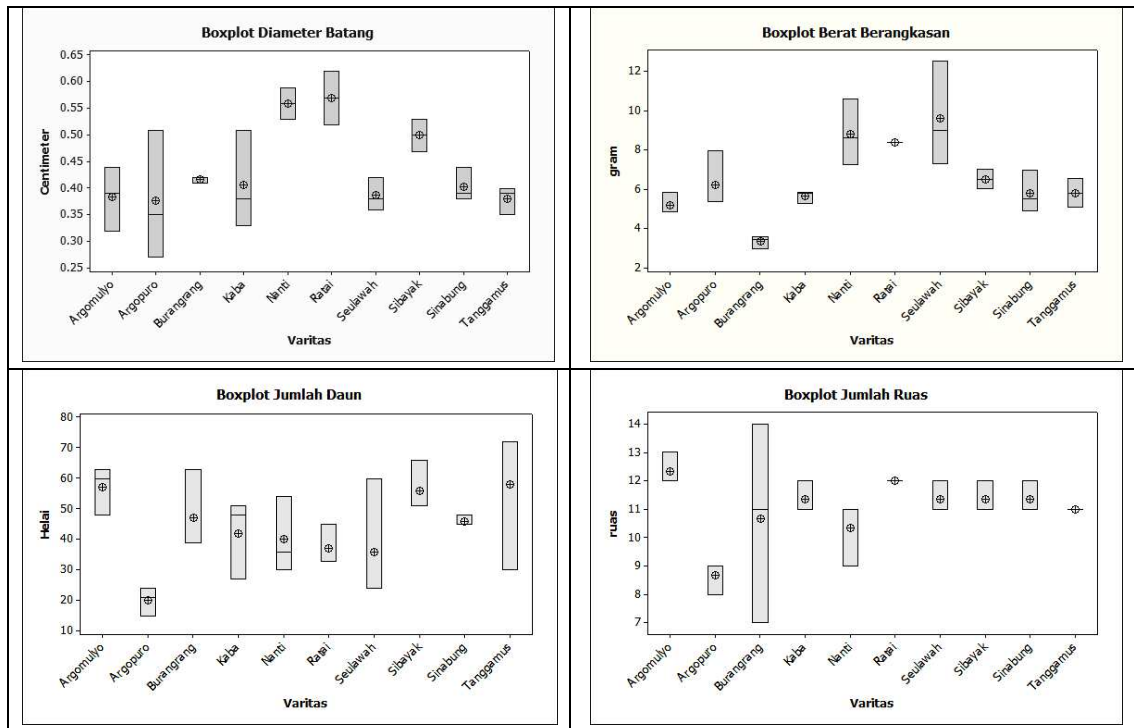 Boxplot Diameter Batang
0.65
0.60
0.55
0.50
0.45
0.40
0.35
0.30
0.25
Centimeter
Argomulyo
Argopuro
Burangrang
Kaba
Nanti
Ratai
Seulawah
Sibayak
Sinabung
Tanggamus
Varitas
Boxplot Berat Berangkasan
12
10
8
6
4
2
gram
Argomulyo
Argopuro
Burangrang
Kaba
Nanti
Ratai
Seulawah
Sibayak
Sinabung
Tanggamus
Varitas
Boxplot Jumlah Daun
80
70
60
50
40
30
20
10
Helai
Argomulyo
Argopuro
Burangrang
Kaba
Nanti
Ratai
Seulawah
Sibayak
Sinabung
Tanggamus
Varitas
Boxplot Jumlah Ruas
14
13
12
11
10
9
8
7
ruas
Argomulyo
Argopuro
Burangrang
Kaba
Nanti
Ratai
Seulawah
Sibayak
Sinabung
Tanggamus
Varitas